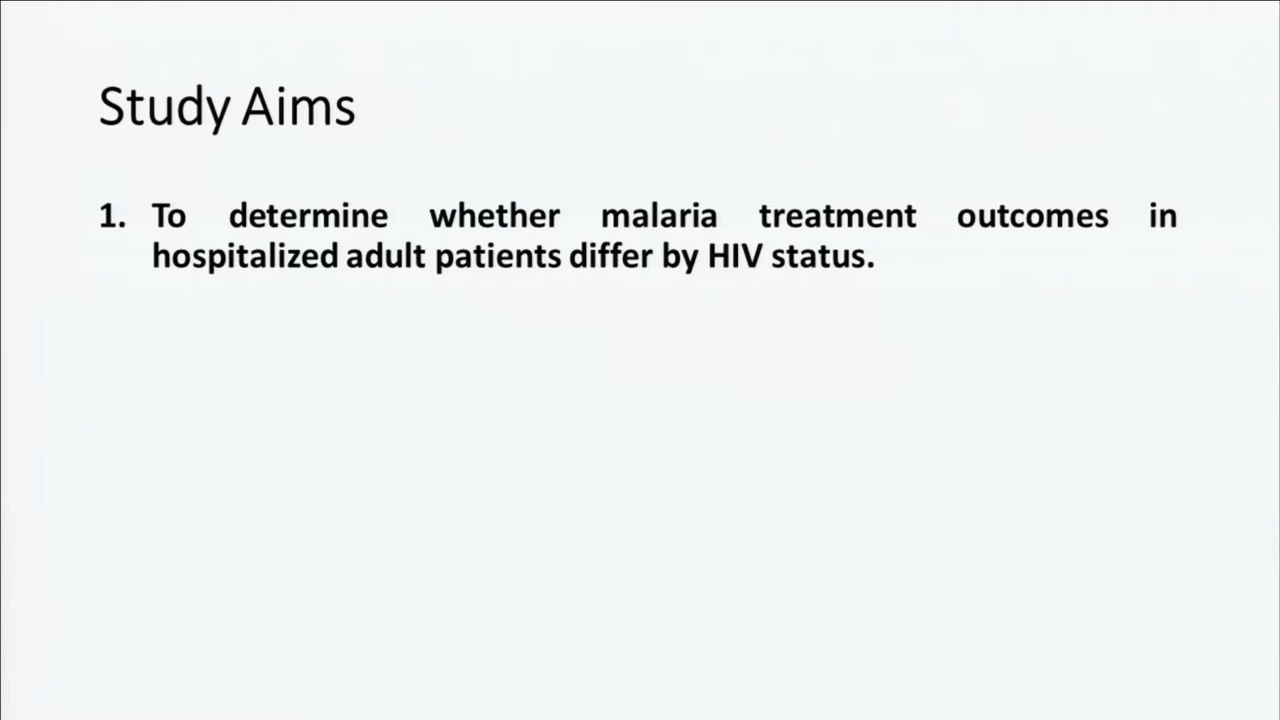 Study Aims
1. To determine whether malaria treatment outcomes in
hospitalized adult patients differ by HIV status.